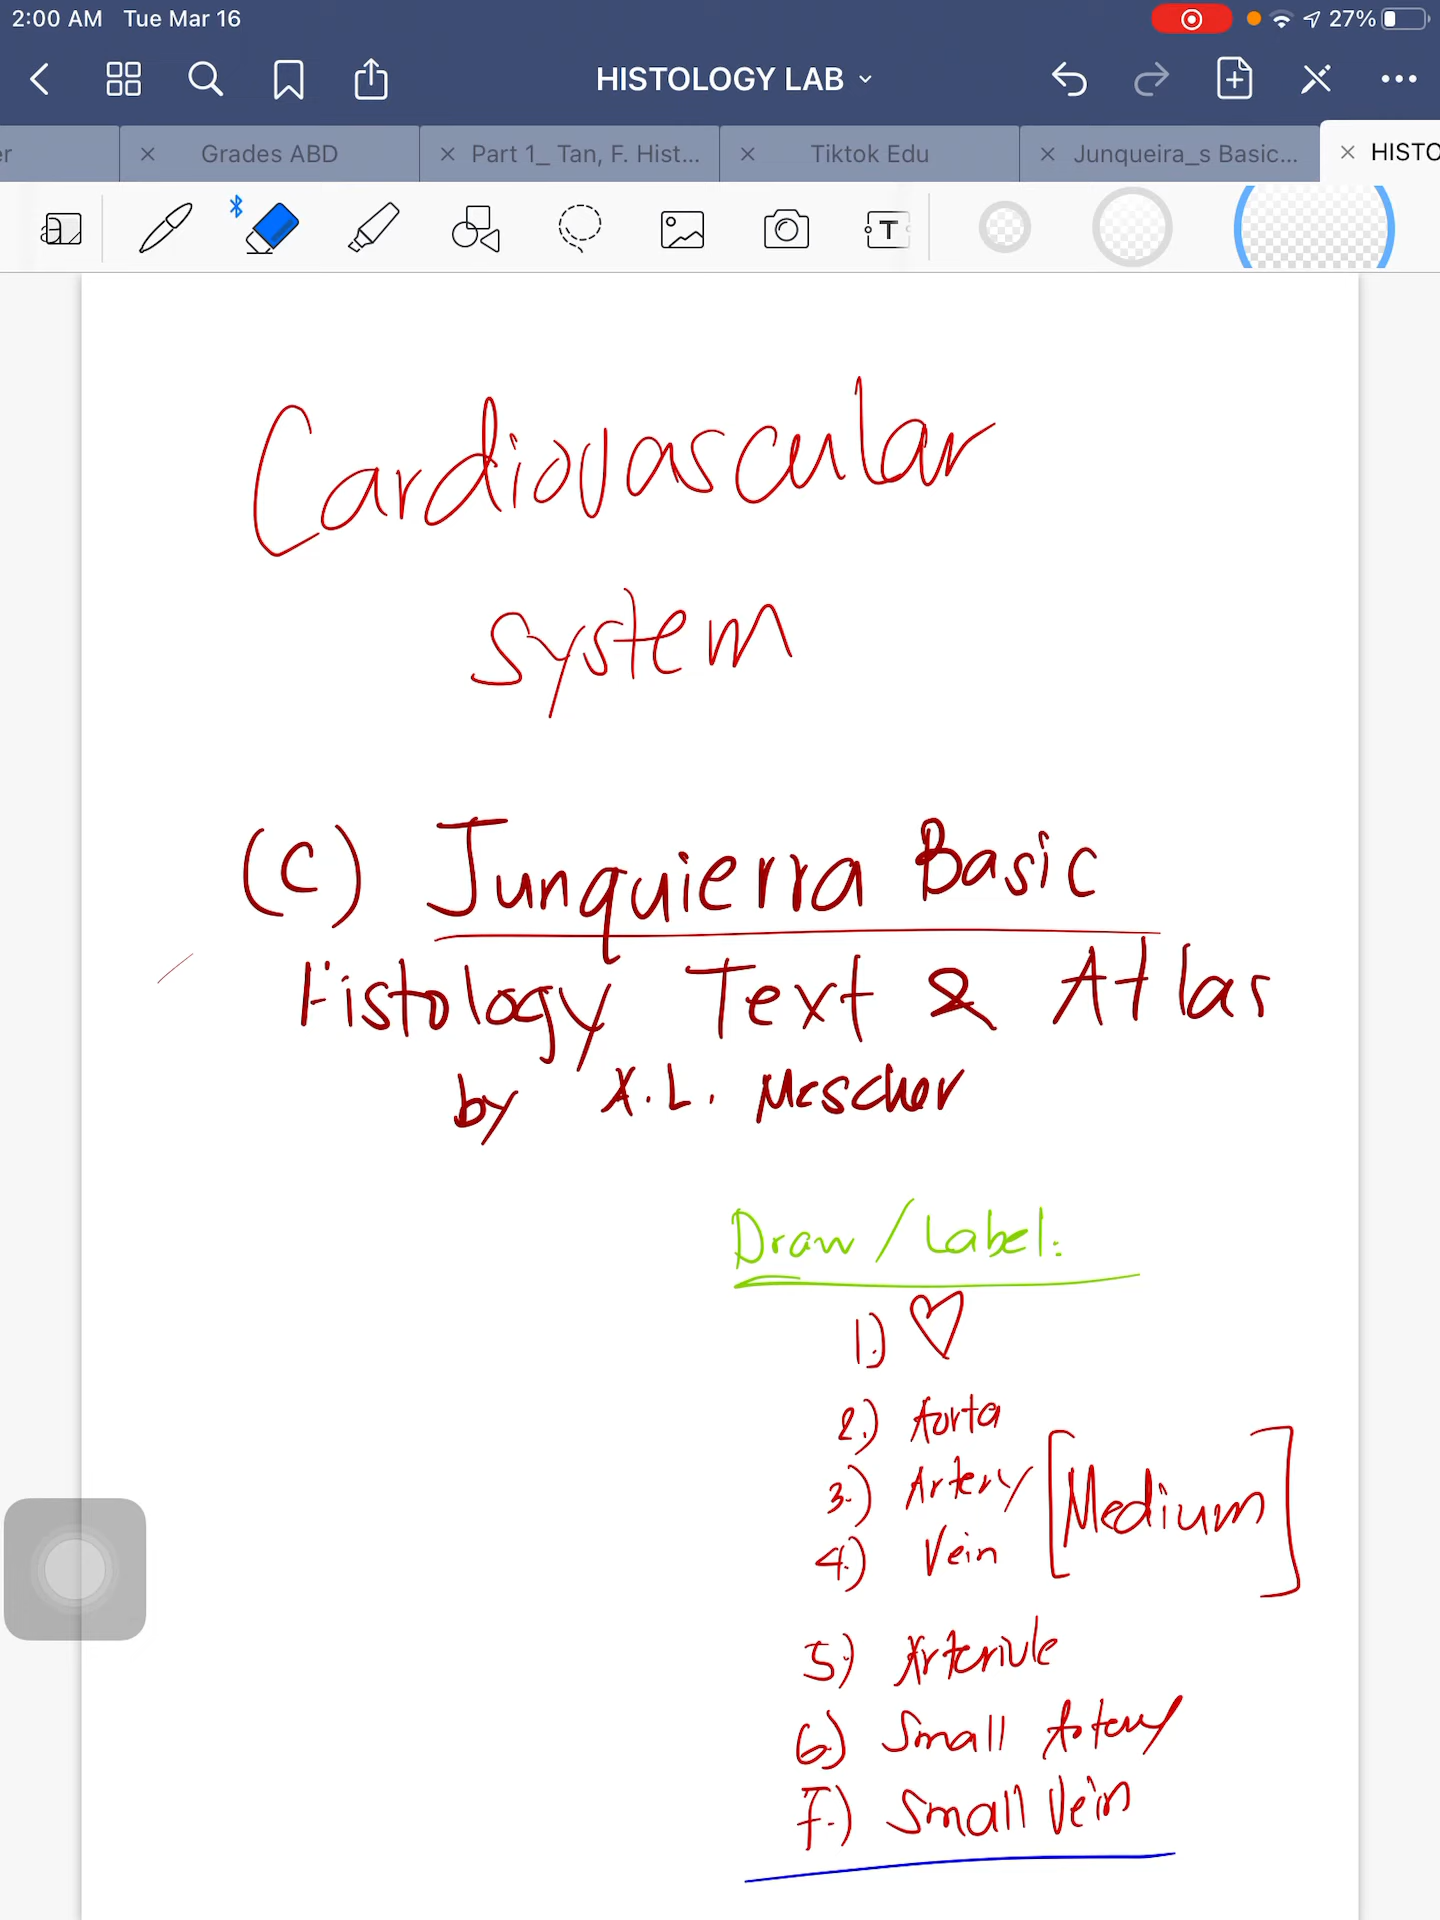 2:00 AM Tue Mar 16
27%
HISTOLOGY LAB
er
Grades ABD
Part 1_ Tan, F. Hist...
Tiktok Edu
Junqueira_s Basic...
HISTO
T
Cardiovascular
system
(C) Junquierra Basic
Histology Text & Atlas
by A.L. Mescher
Draw / Label:
1.) ♡
2.) Aorta
3.) Artery [Medium]
4.) Vein
5.) Arteriole
6.) Small Artery
7.) Small Vein